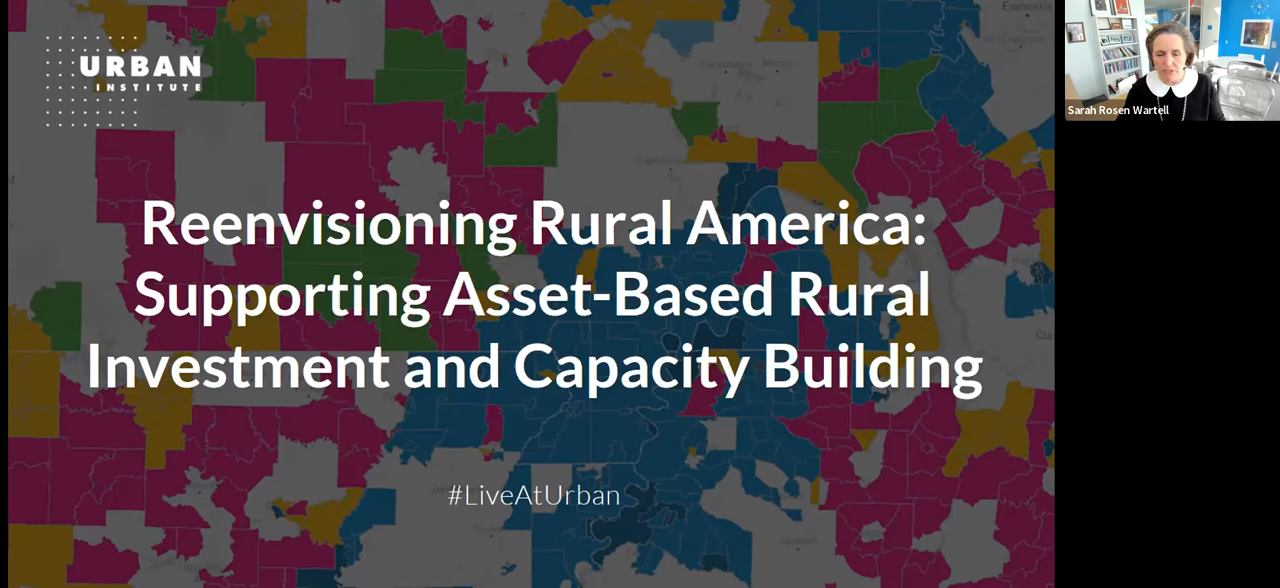 URBAN
INSTITUTE
Reenvisioning Rural America:
Supporting Asset-Based Rural
Investment and Capacity Building
#LiveAtUrban
Sarah Rosen Wartell